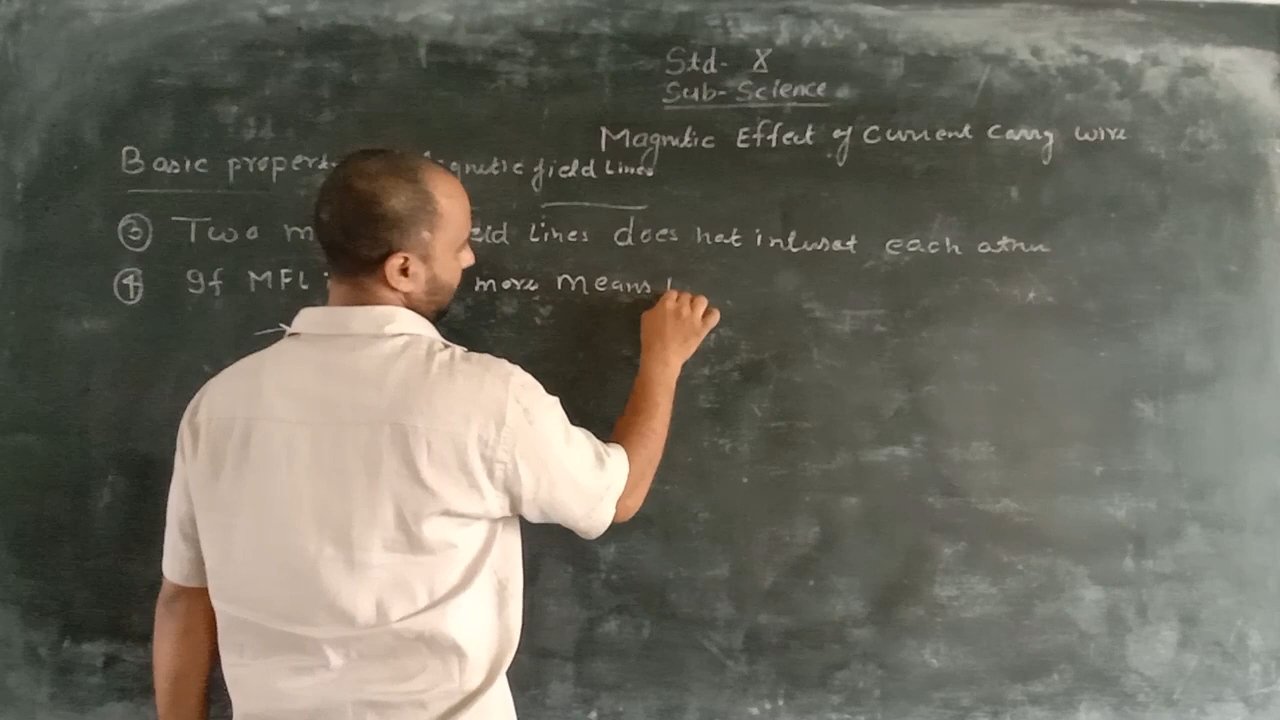 Std- X
Sub-Science
Magnetic Effect of Current Carry wire
Basic propert gnetic field Lines
③ Two m eld Lines does not intersect each other
④ If MFL more means